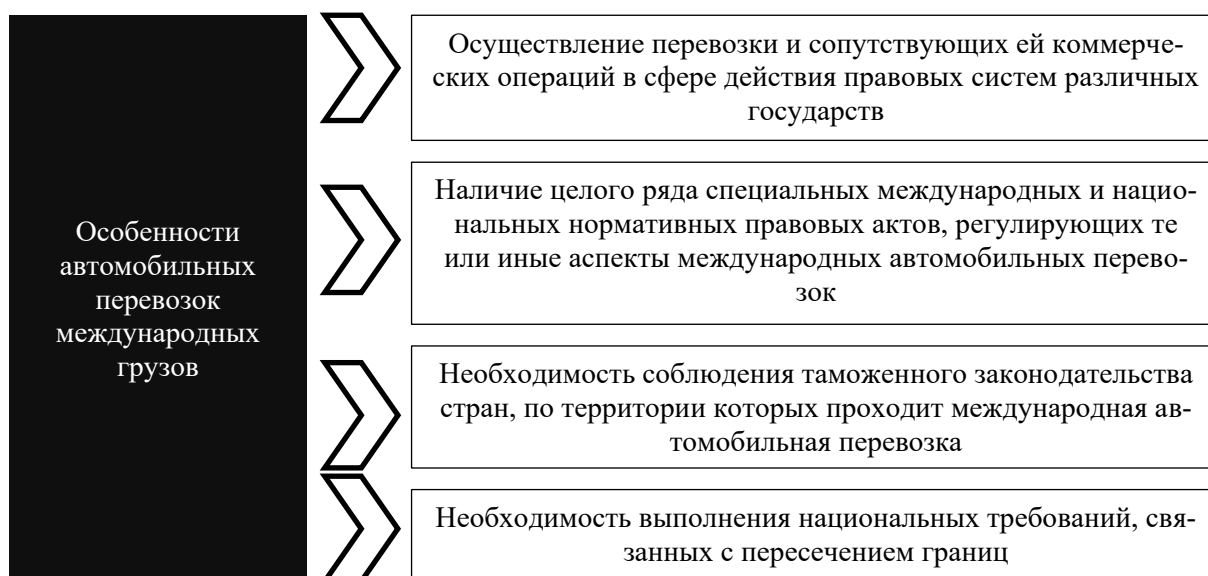 Особенности
автомобильных
перевозок
международных
грузов
Осуществление перевозки и сопутствующих ей коммерче-
ских операций в сфере действия правовых систем различных
государств
Наличие целого ряда специальных международных и нацио-
нальных нормативных правовых актов, регулирующих те
или иные аспекты международных автомобильных перево-
зок
Необходимость соблюдения таможенного законодательства
стран, по территории которых проходит международная ав-
томобильная перевозка
Необходимость выполнения национальных требований, свя-
занных с пересечением границ